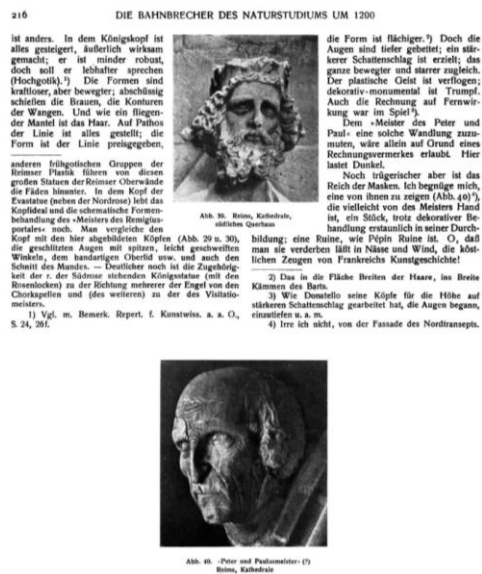 216
DIE BAHNBRECHER DES NATURSTUDIUMS UM 1200
ist anders. In dem Königskopf ist
alles gesteigert, äußerlich wirksam
gemacht; er ist minder robust,
doch soll er lebhafter sprechen
(Hochgotik).¹) Die Formen sind
kraftloser, aber bewegter; abschüssig
schießen die Brauen, die Konturen
der Wangen. Und wie ein fliegen-
der Mantel ist das Haar. Auf Pathos
der Linie ist alles gestellt; die
Form ist der Linie preisgegeben,
anderen frühgotischen Gruppen der
Reimser Plastik führen von diesen
großen Statuen der Reimser Oberwände
die Fäden hinunter. In dem Kopf der
Evastatue (neben der Nordrose) lebt das
Kopfideal und die schematische Formen-
behandlung des »Meisters des Remigius-
portales« noch. Man vergleiche den
Kopf mit den hier abgebildeten Köpfen (Abb. 29 u. 30),
die geschlitzten Augen mit spitzen, leicht geschweiften
Winkeln, dem bandartigen Oberlid usw. und auch den
Schnitt des Mundes. — Deutlicher noch ist die Zugehörig-
keit der r. der Südrose stehenden Königsstatue (mit den
Rosenlocken) zu der Richtung mehrerer der Engel von den
Chorkapellen und (des weiteren) zu der des Visitatio-
meisters.
1) Vgl. m. Bemerk. Repert. f. Kunstwiss. a. a. O.,
S. 24, 26f.
Abb. 39. Reims, Kathedrale,
südliches Querhaus
die Form ist flächiger.²) Doch die
Augen sind tiefer gebettet; ein stär-
kerer Schattenschlag ist erzielt; das
ganze bewegter und starrer zugleich.
Der plastische Geist ist verflogen;
dekorativ-monumental ist Trumpf.
Auch die Rechnung auf Fernwir-
kung war im Spiel³).
Dem »Meister des Peter und
Paul« eine solche Wandlung zuzu-
muten, wäre allein auf Grund eines
Rechnungsvermerkes erlaubt. Hier
lastet Dunkel.
Noch trügerischer aber ist das
Reich der Masken. Ich begnüge mich,
eine von ihnen zu zeigen (Abb. 40)⁴),
die vielleicht von des Meisters Hand
ist, ein Stück, trotz dekorativer Be-
handlung erstaunlich in seiner Durch-
bildung; eine Ruine, wie Pépin Ruine ist. O, daß
man sie verderben läßt in Nässe und Wind, die köst-
lichen Zeugen von Frankreichs Kunstgeschichte!
2) Das in die Fläche Breiten der Haare, ins Breite
Kämmen des Barts.
3) Wie Donatello seine Köpfe für die Höhe auf
stärkeren Schattenschlag gearbeitet hat, die Augen begann,
einzutiefen u. a. m.
4) Irre ich nicht, von der Fassade des Nordtransepts.
Abb. 40. »Peter und Paulusmeister« (?)
Reims, Kathedrale